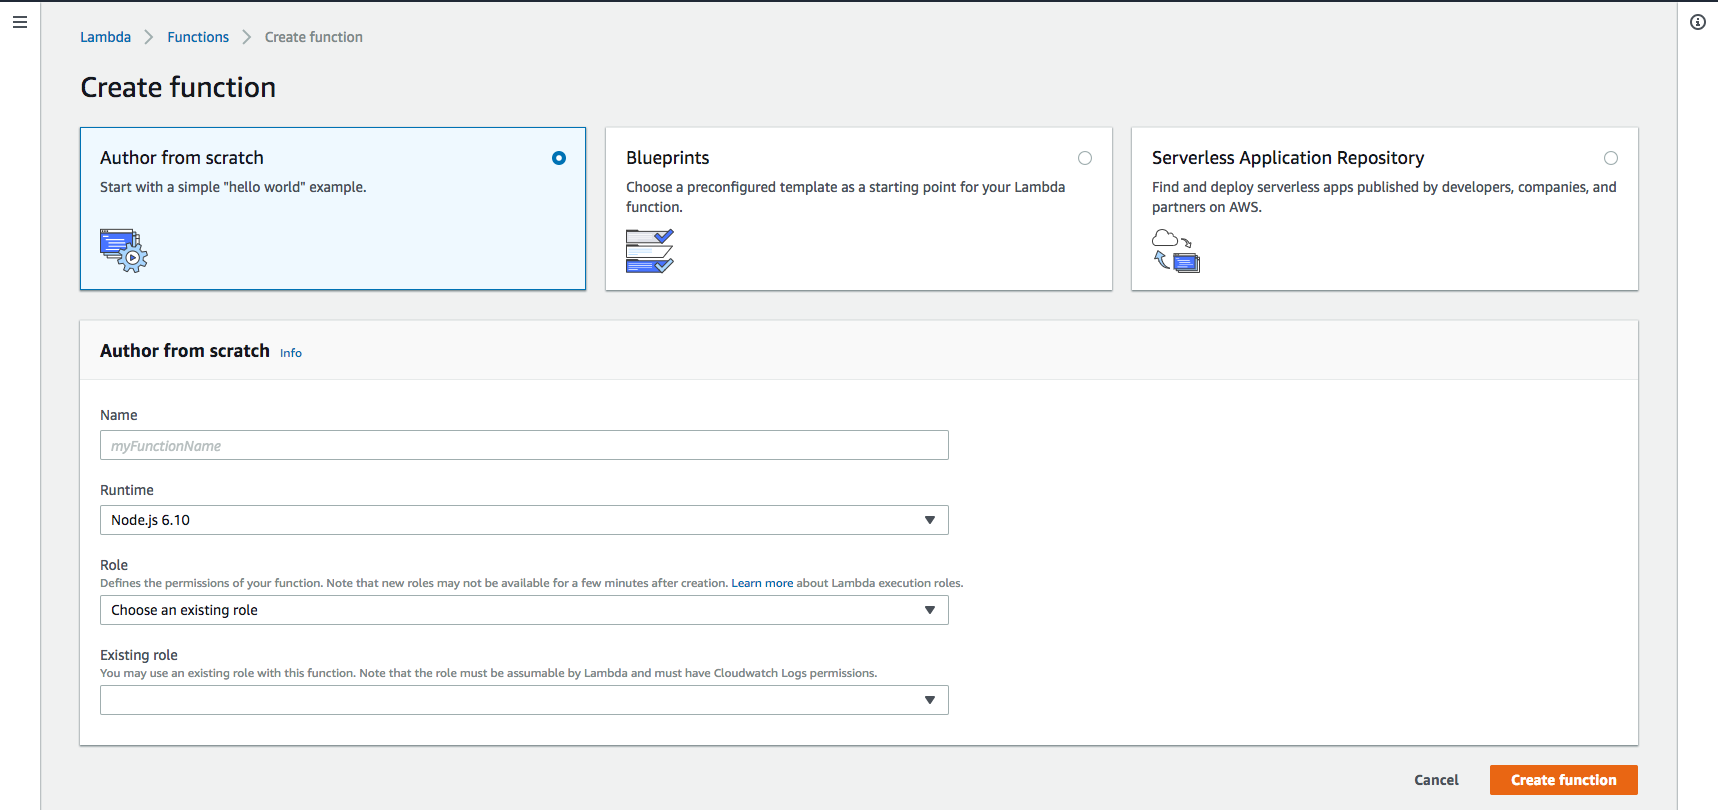 Lambda
Functions
Create function
Create function
Author from scratch
Start with a simple "hello world" example.
Blueprints
Choose a preconfigured template as a starting point for your Lambda
function.
Serverless Application Repository
Find and deploy serverless apps published by developers, companies, and
partners on AWS.
Author from scratch Info
Name
myFunctionName
Runtime
Node.js 6.10
Role
Defines the permissions of your function. Note that new roles may not be available for a few minutes after creation. Learn more about Lambda execution roles.
Choose an existing role
Existing role
You may use an existing role with this function. Note that the role must be assumable by Lambda and must have Cloudwatch Logs permissions.
Cancel
Create function